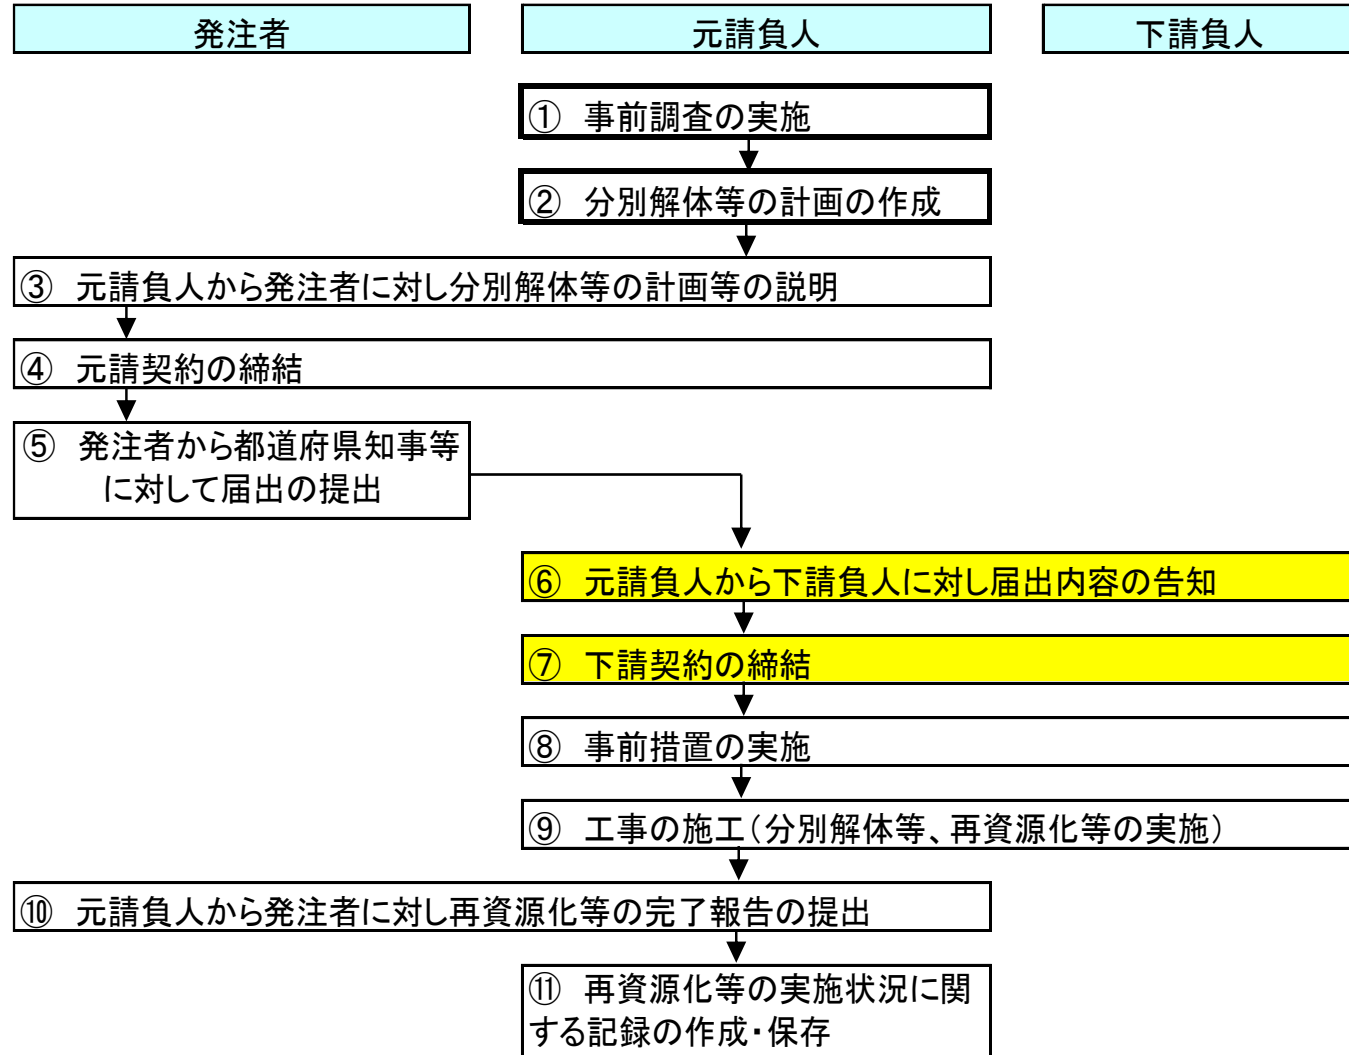 発注者
元請負人
下請負人
① 事前調査の実施
② 分別解体等の計画の作成
③ 元請負人から発注者に対し分別解体等の計画等の説明
④ 元請契約の締結
⑤ 発注者から都道府県知事等
に対して届出の提出
⑥ 元請負人から下請負人に対し届出内容の告知
⑦ 下請契約の締結
⑧ 事前措置の実施
⑨ 工事の施工（分別解体等、再資源化等の実施）
⑩ 元請負人から発注者に対し再資源化等の完了報告の提出
⑪ 再資源化等の実施状況に関
する記録の作成・保存